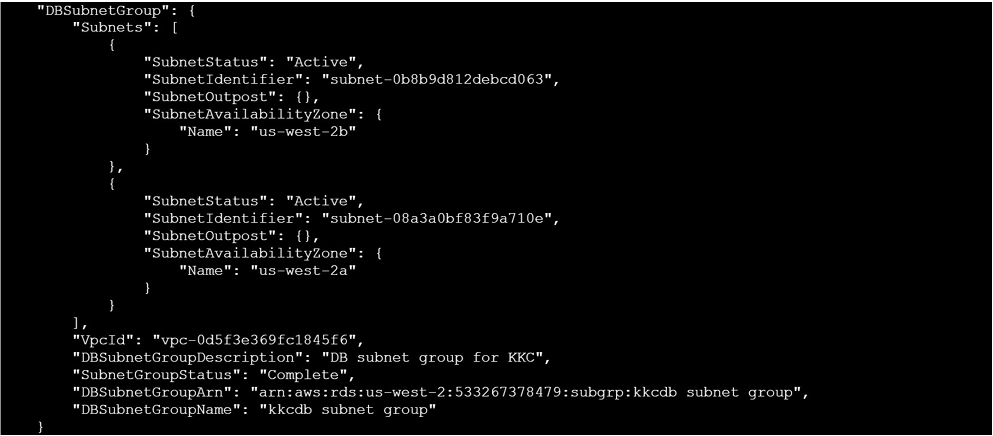 "DBSubnetGroup": {
"Subnets": [
{
"SubnetStatus": "Active",
"SubnetIdentifier": "subnet-0b8b9d812debcd063",
"SubnetOutpost": {},
"SubnetAvailabilityZone": {
"Name": "us-west-2b"
}
},
{
"SubnetStatus": "Active",
"SubnetIdentifier": "subnet-08a3a0bf83f9a710e",
"SubnetOutpost": {},
"SubnetAvailabilityZone": {
"Name": "us-west-2a"
}
}
],
"VpcId": "vpc-0d5f3e369fc1845f6",
"DBSubnetGroupDescription": "DB subnet group for KKC",
"SubnetGroupStatus": "Complete",
"DBSubnetGroupArn": "arn:aws:rds:us-west-2:533267378479:subgrp:kkcdb subnet group",
"DBSubnetGroupName": "kkcdb subnet group"
}